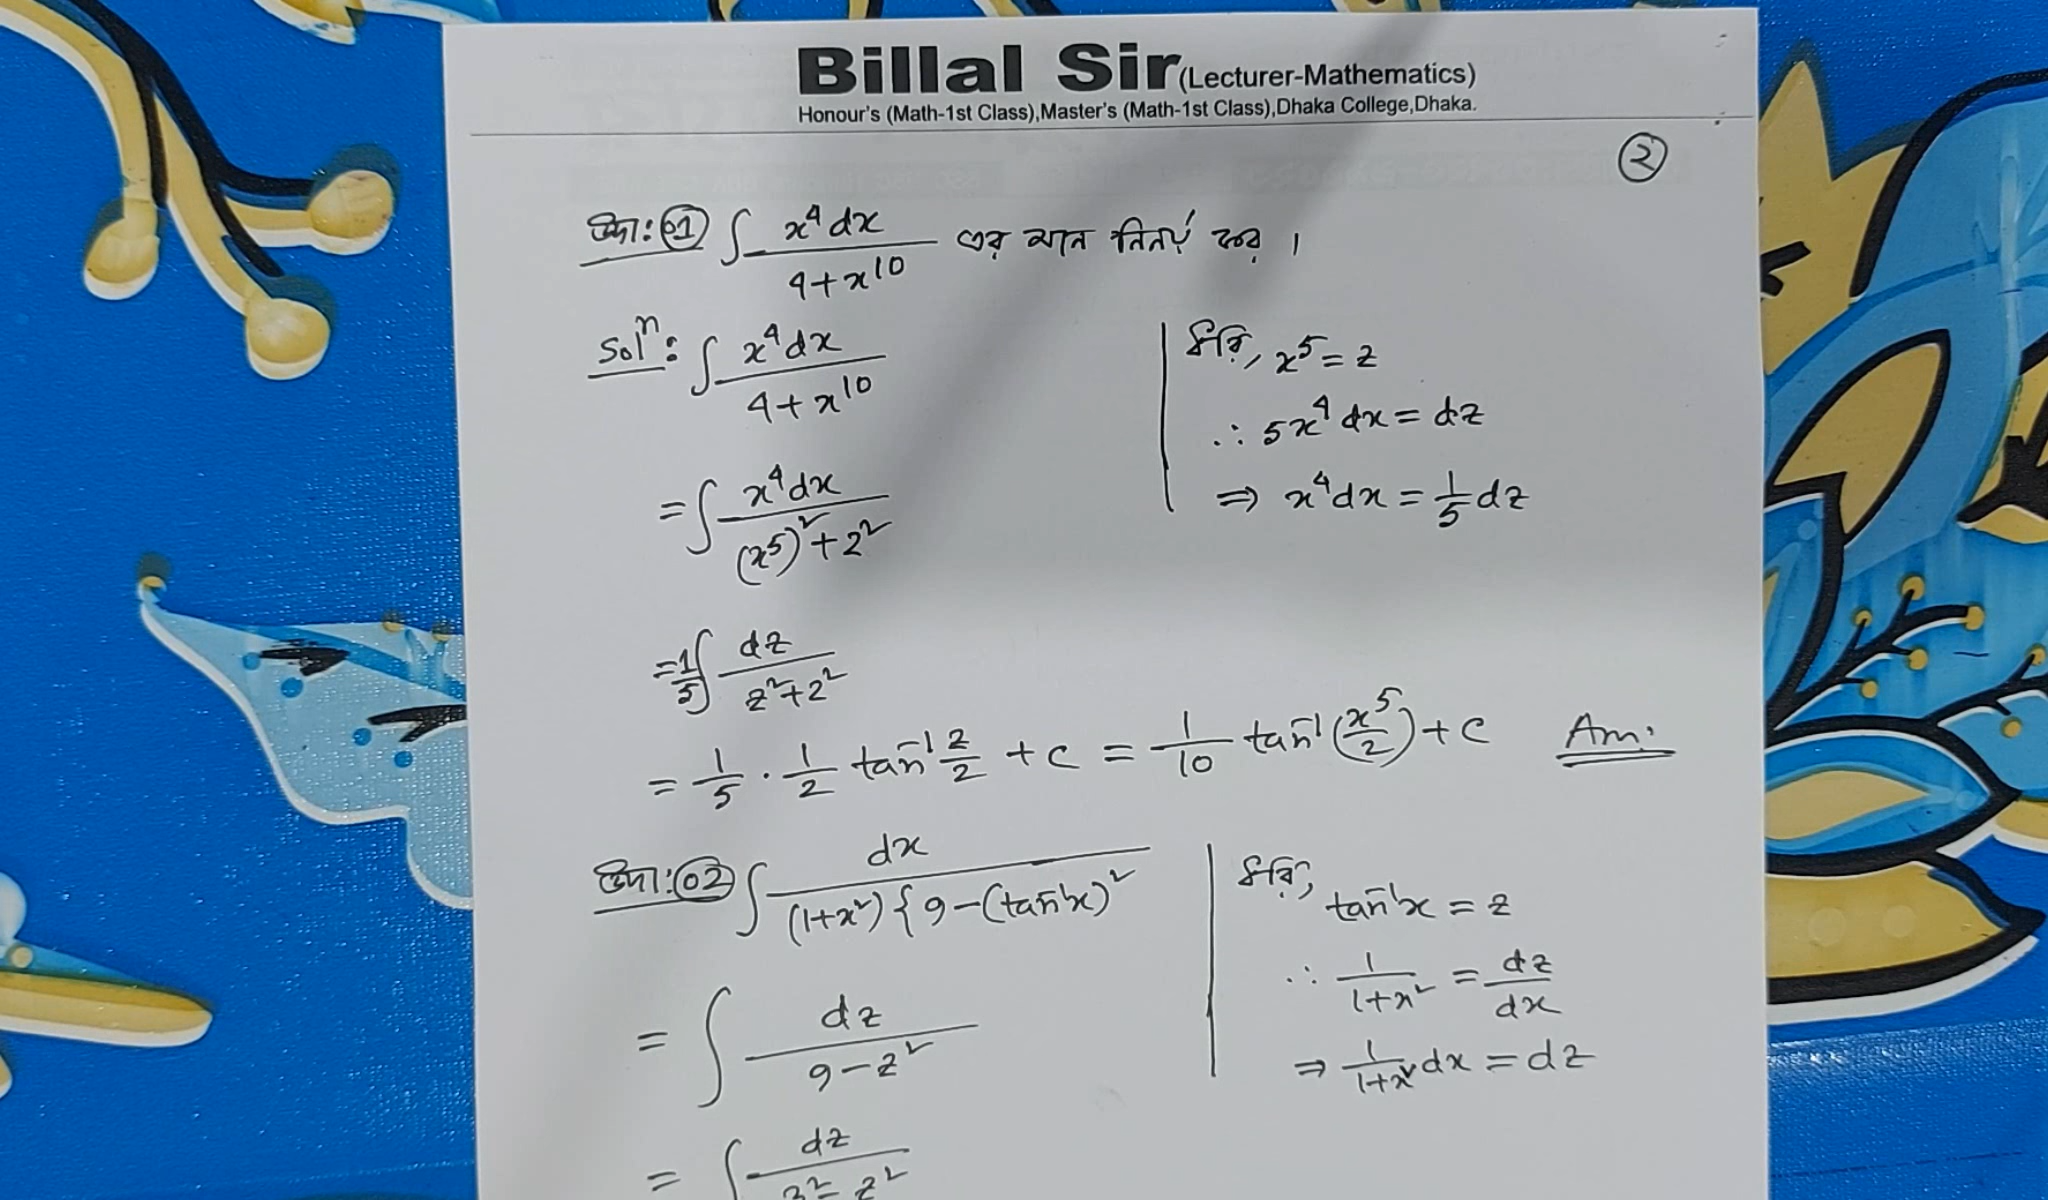 Billal Sir(Lecturer-Mathematics)
Honour's (Math-1st Class),Master's (Math-1st Class),Dhaka College,Dhaka.
২
উদা: 01 ∫ x⁴dx / 4+x¹⁰ এর মান নির্ণয় কর।
Solⁿ: ∫ x⁴dx / 4+x¹⁰
= ∫ x⁴dx / (x⁵)²+2²
= 1/5 ∫ dz / z²+2²
ধরি, x⁵=z
∴ 5x⁴dx=dz
⇒ x⁴dx=1/5 dz
= 1/5 · 1/2 tan⁻¹ z/2 +c = 1/10 tan⁻¹(x⁵/2)+c Ans:
উদা: 02 ∫ dx / (1+x²){9-(tan⁻¹x)²
= ∫ dz / 9-z²
= ∫ dz / 3²-z²
ধরি, tan⁻¹x=z
∴ 1/1+x² = dz/dx
⇒ 1/1+x² dx=dz